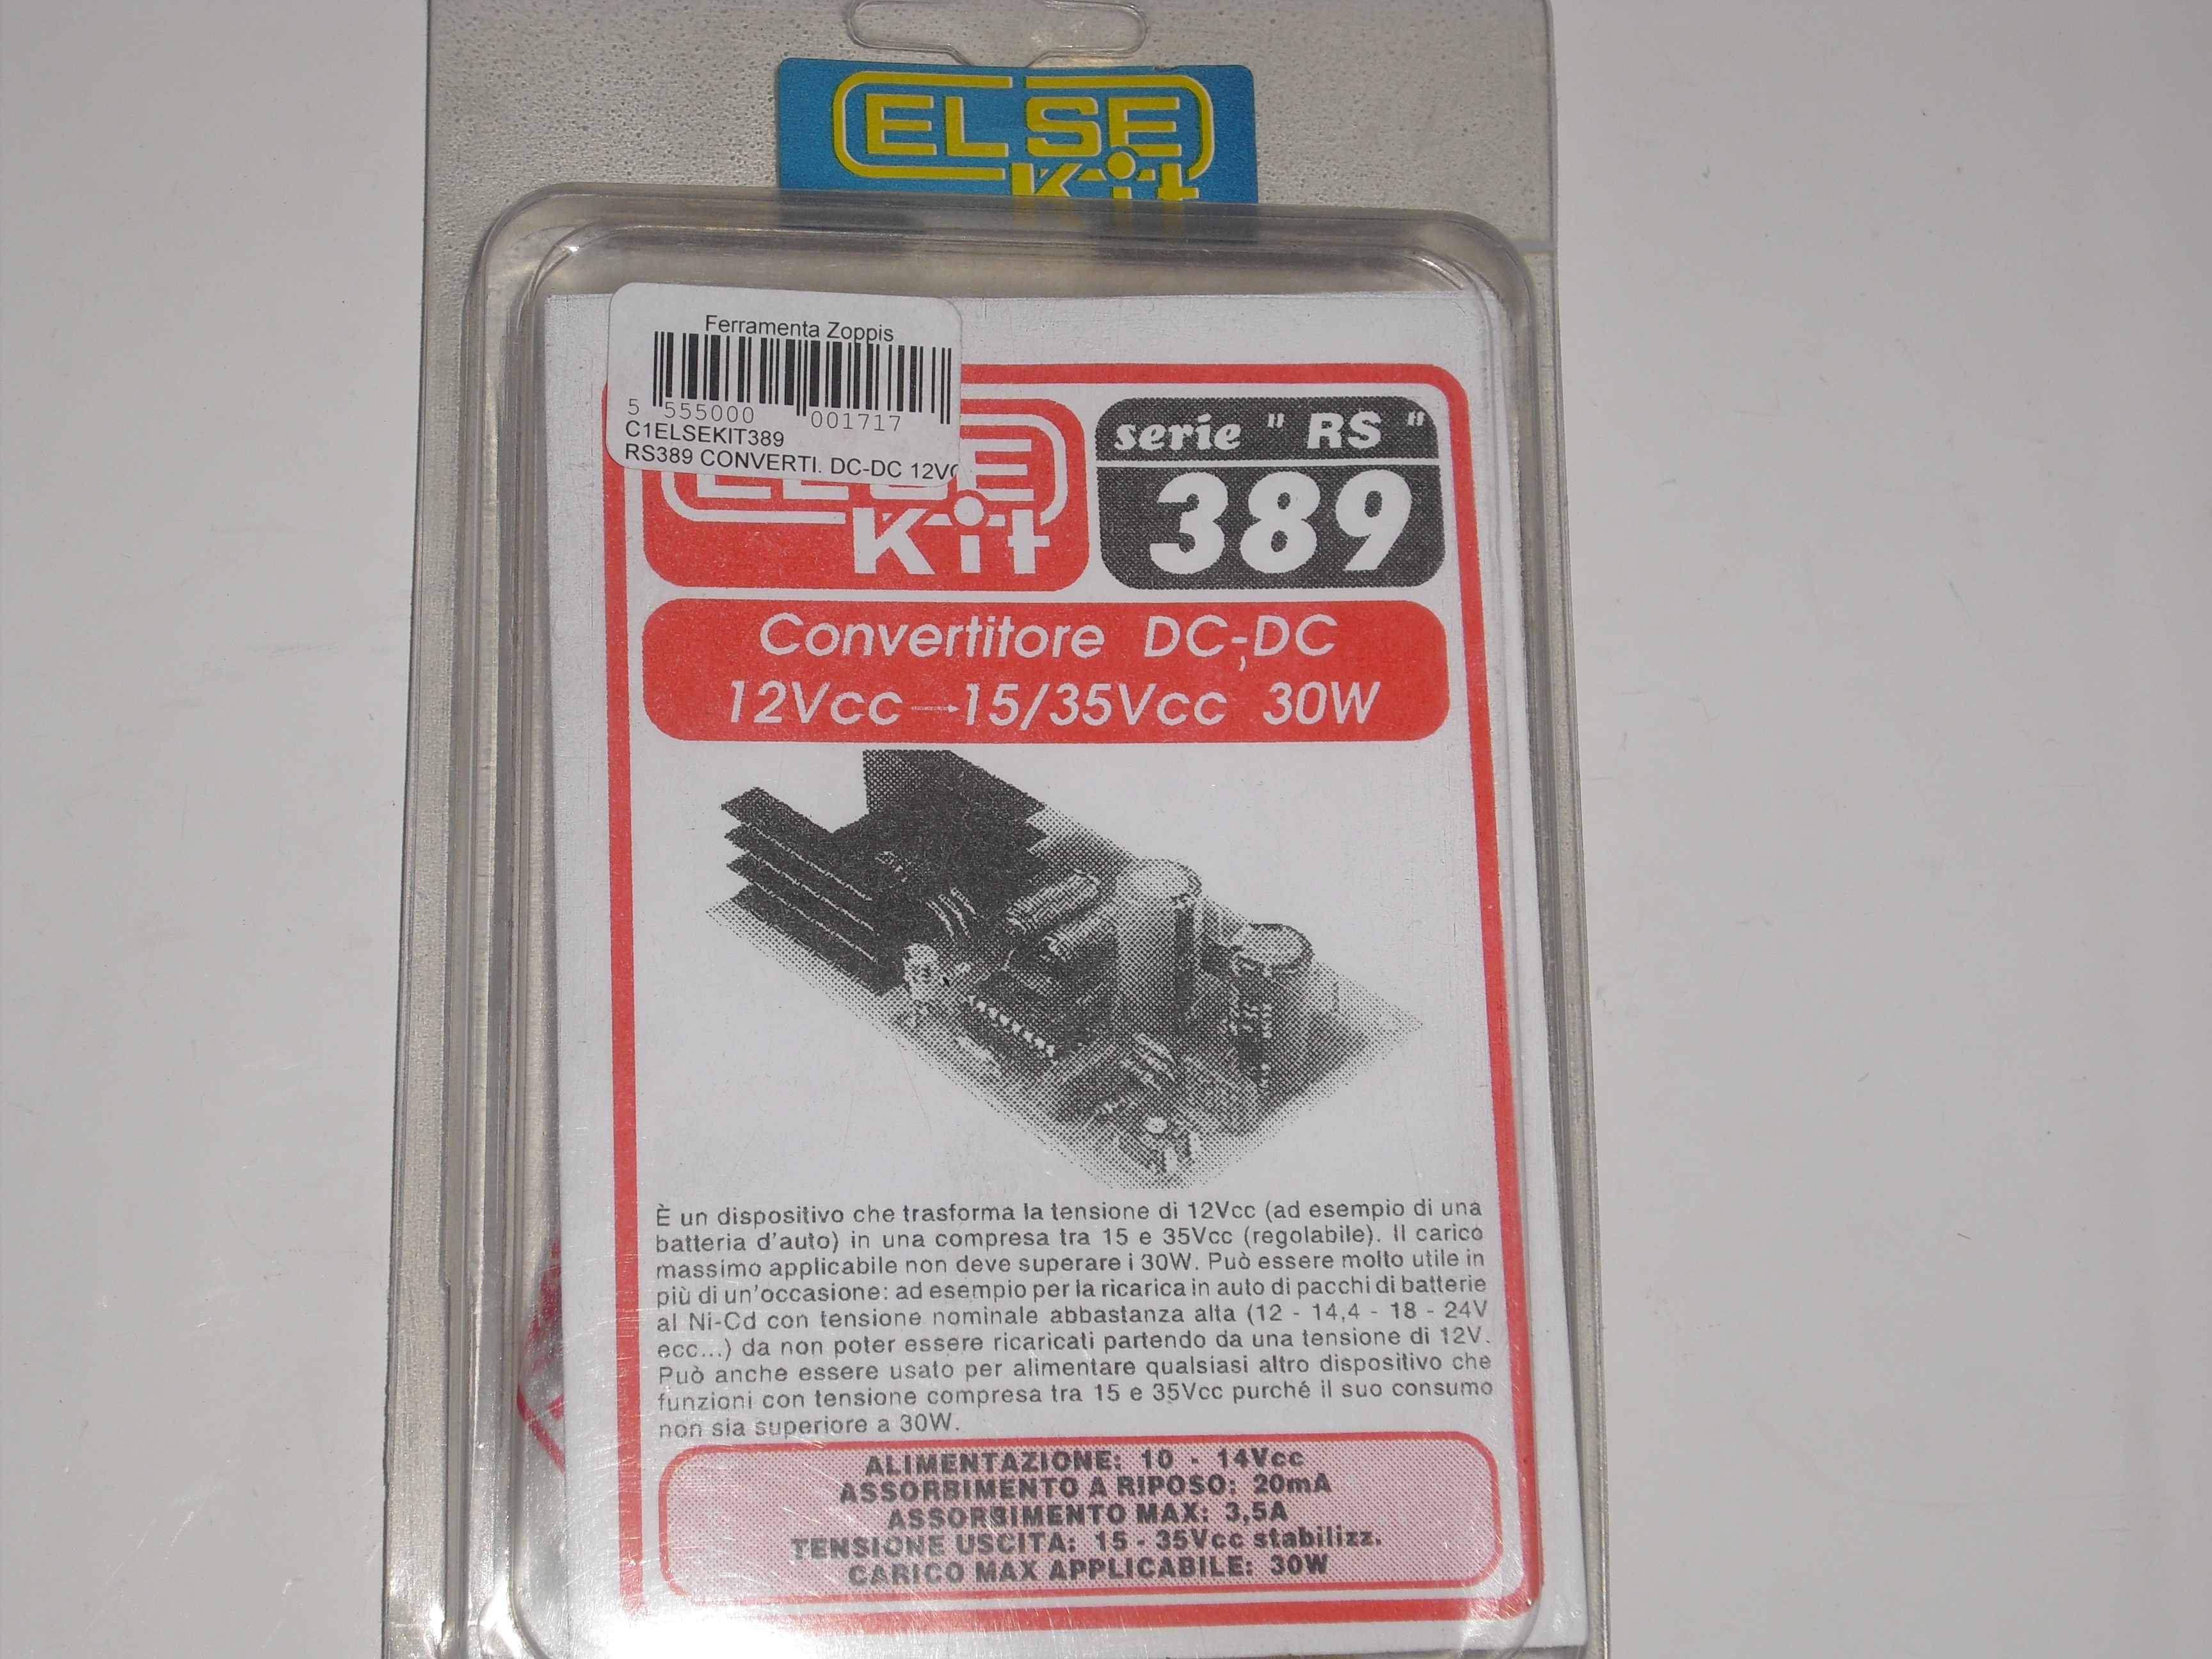 ELSE
Kit
Ferramenta Zoppis
5 555000 001717
C1ELSEKIT389
RS389 CONVERTI. DC-DC 12V
ELSE
Kit
serie " RS "
389
Convertitore DC-DC
12Vcc → 15/35Vcc 30W
È un dispositivo che trasforma la tensione di 12Vcc (ad esempio di una
batteria d'auto) in una compresa tra 15 e 35Vcc (regolabile). Il carico
massimo applicabile non deve superare i 30W. Può essere molto utile in
più di un'occasione: ad esempio per la ricarica in auto di pacchi di batterie
al Ni-Cd con tensione nominale abbastanza alta (12 - 14,4 - 18 - 24V
ecc...) da non poter essere ricaricati partendo da una tensione di 12V.
Può anche essere usato per alimentare qualsiasi altro dispositivo che
funzioni con tensione compresa tra 15 e 35Vcc purché il suo consumo
non sia superiore a 30W.
ALIMENTAZIONE: 10 - 14Vcc
ASSORBIMENTO A RIPOSO: 20mA
ASSORBIMENTO MAX: 3,5A
TENSIONE USCITA: 15 - 35Vcc stabilizz.
CARICO MAX APPLICABILE: 30W